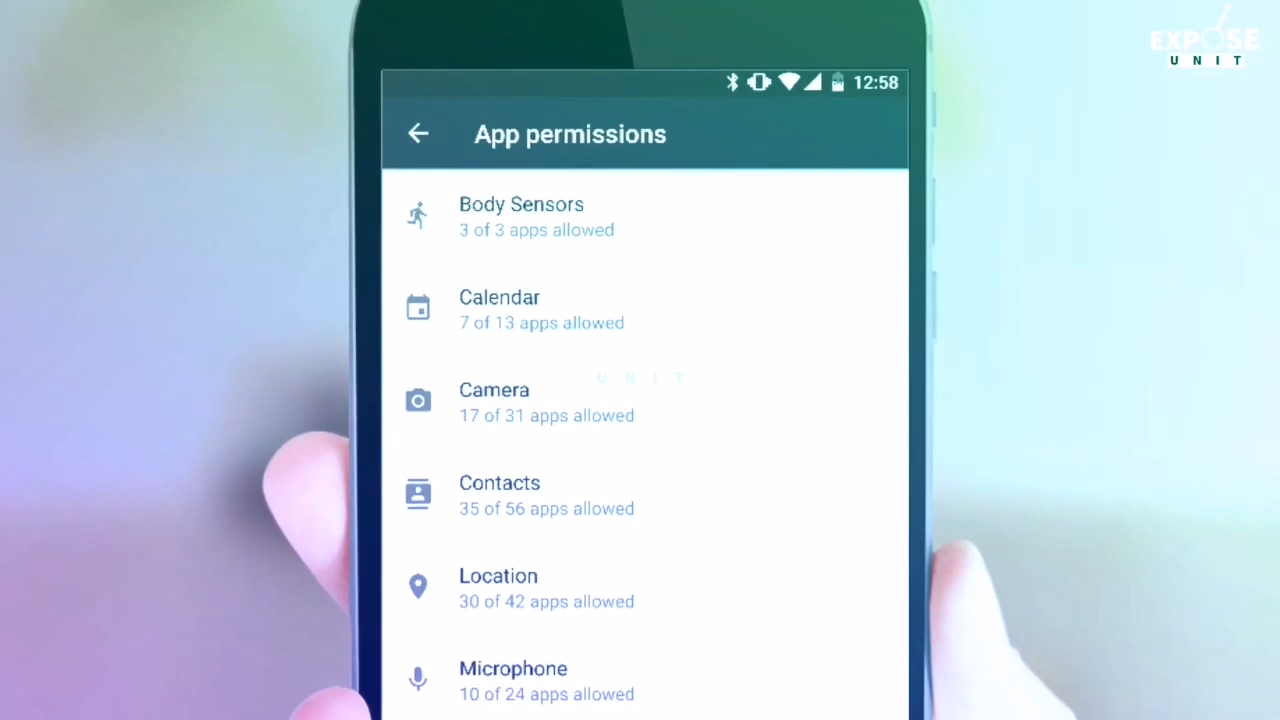 EXPOSE
UNIT
12:58
App permissions
Body Sensors
3 of 3 apps allowed
Calendar
7 of 13 apps allowed
UNIT
Camera
17 of 31 apps allowed
Contacts
35 of 56 apps allowed
Location
30 of 42 apps allowed
Microphone
10 of 24 apps allowed